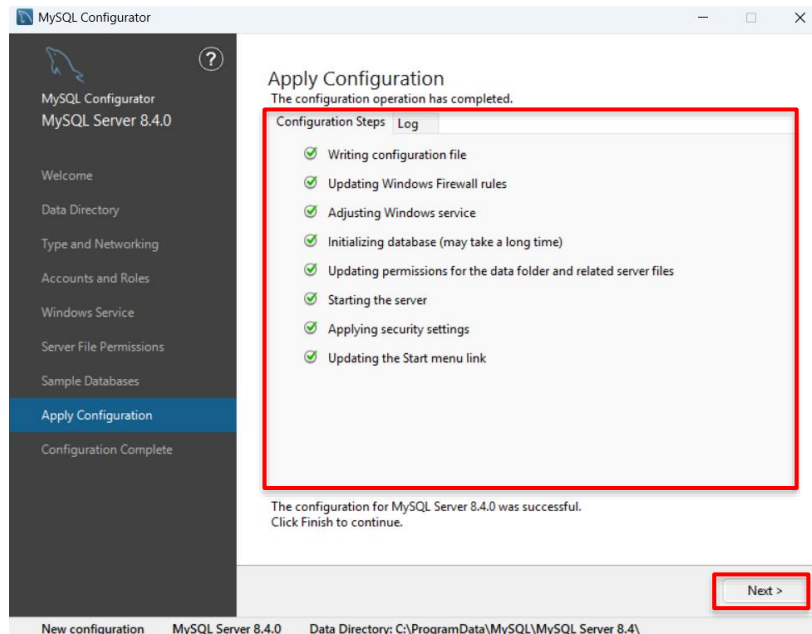 MySQL Configurator
?
MySQL Configurator
MySQL Server 8.4.0
Welcome
Data Directory
Type and Networking
Accounts and Roles
Windows Service
Server File Permissions
Sample Databases
Apply Configuration
Configuration Complete
Apply Configuration
The configuration operation has completed.
Configuration Steps Log
Writing configuration file
Updating Windows Firewall rules
Adjusting Windows service
Initializing database (may take a long time)
Updating permissions for the data folder and related server files
Starting the server
Applying security settings
Updating the Start menu link
The configuration for MySQL Server 8.4.0 was successful.
Click Finish to continue.
Next >
New configuration MySQL Server 8.4.0 Data Directory: C:\ProgramData\MySQL\MySQL Server 8.4\